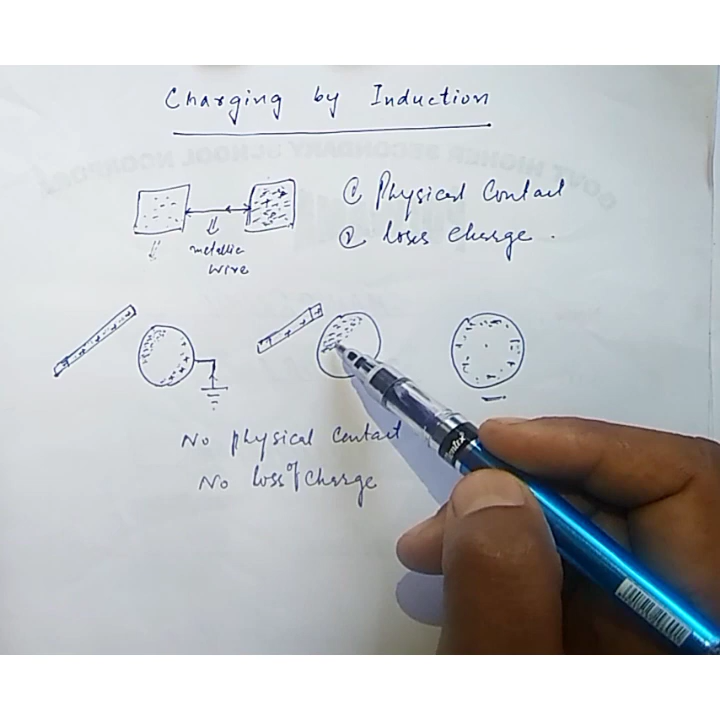 Charging by Induction
① Physical Contact
② loses charge.
metallic
wire
No physical Contact
No loss of charge